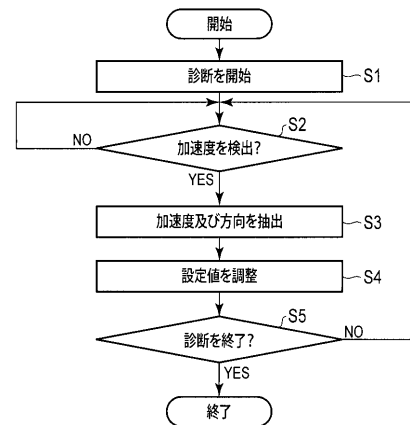 開始
診断を開始
S1
S2
加速度を検出?
NO
YES
加速度及び方向を抽出
S3
設定値を調整
S4
S5
診断を終了?
NO
YES
終了